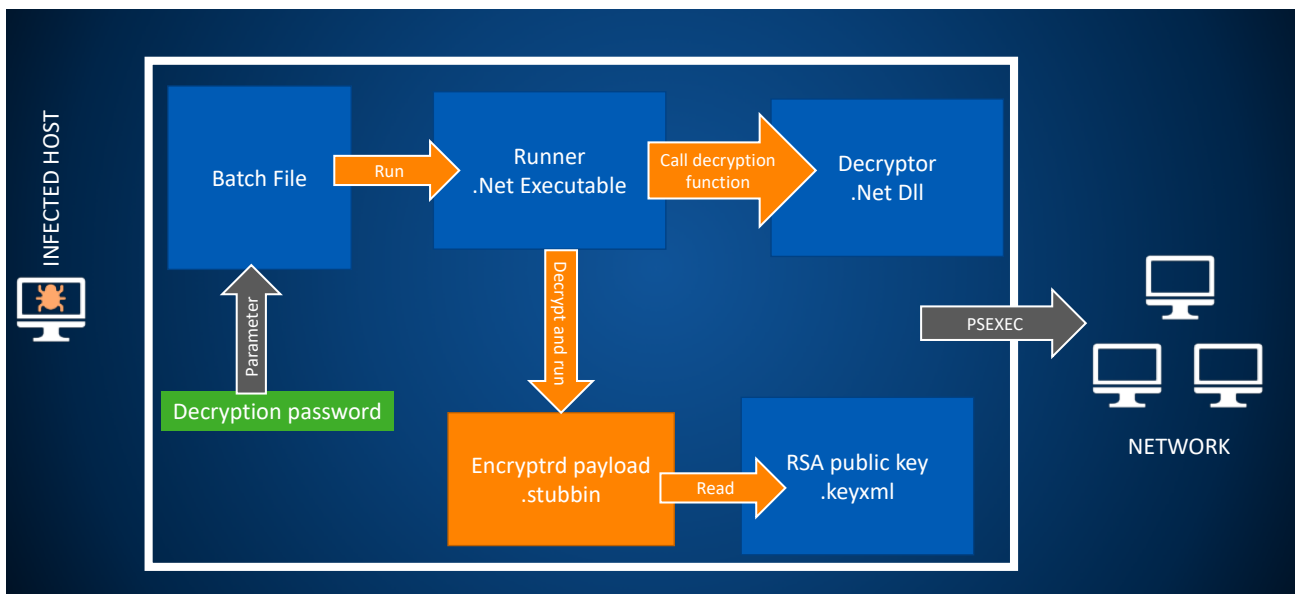 INFECTED HOST
Batch File
Run
Runner
.Net Executable
Call decryption
function
Decryptor
.Net Dll
Parameter
Decrypt and run
PSEXEC
Decryption password
Encryptrd payload
.stubbin
Read
RSA public key
.keyxml
NETWORK